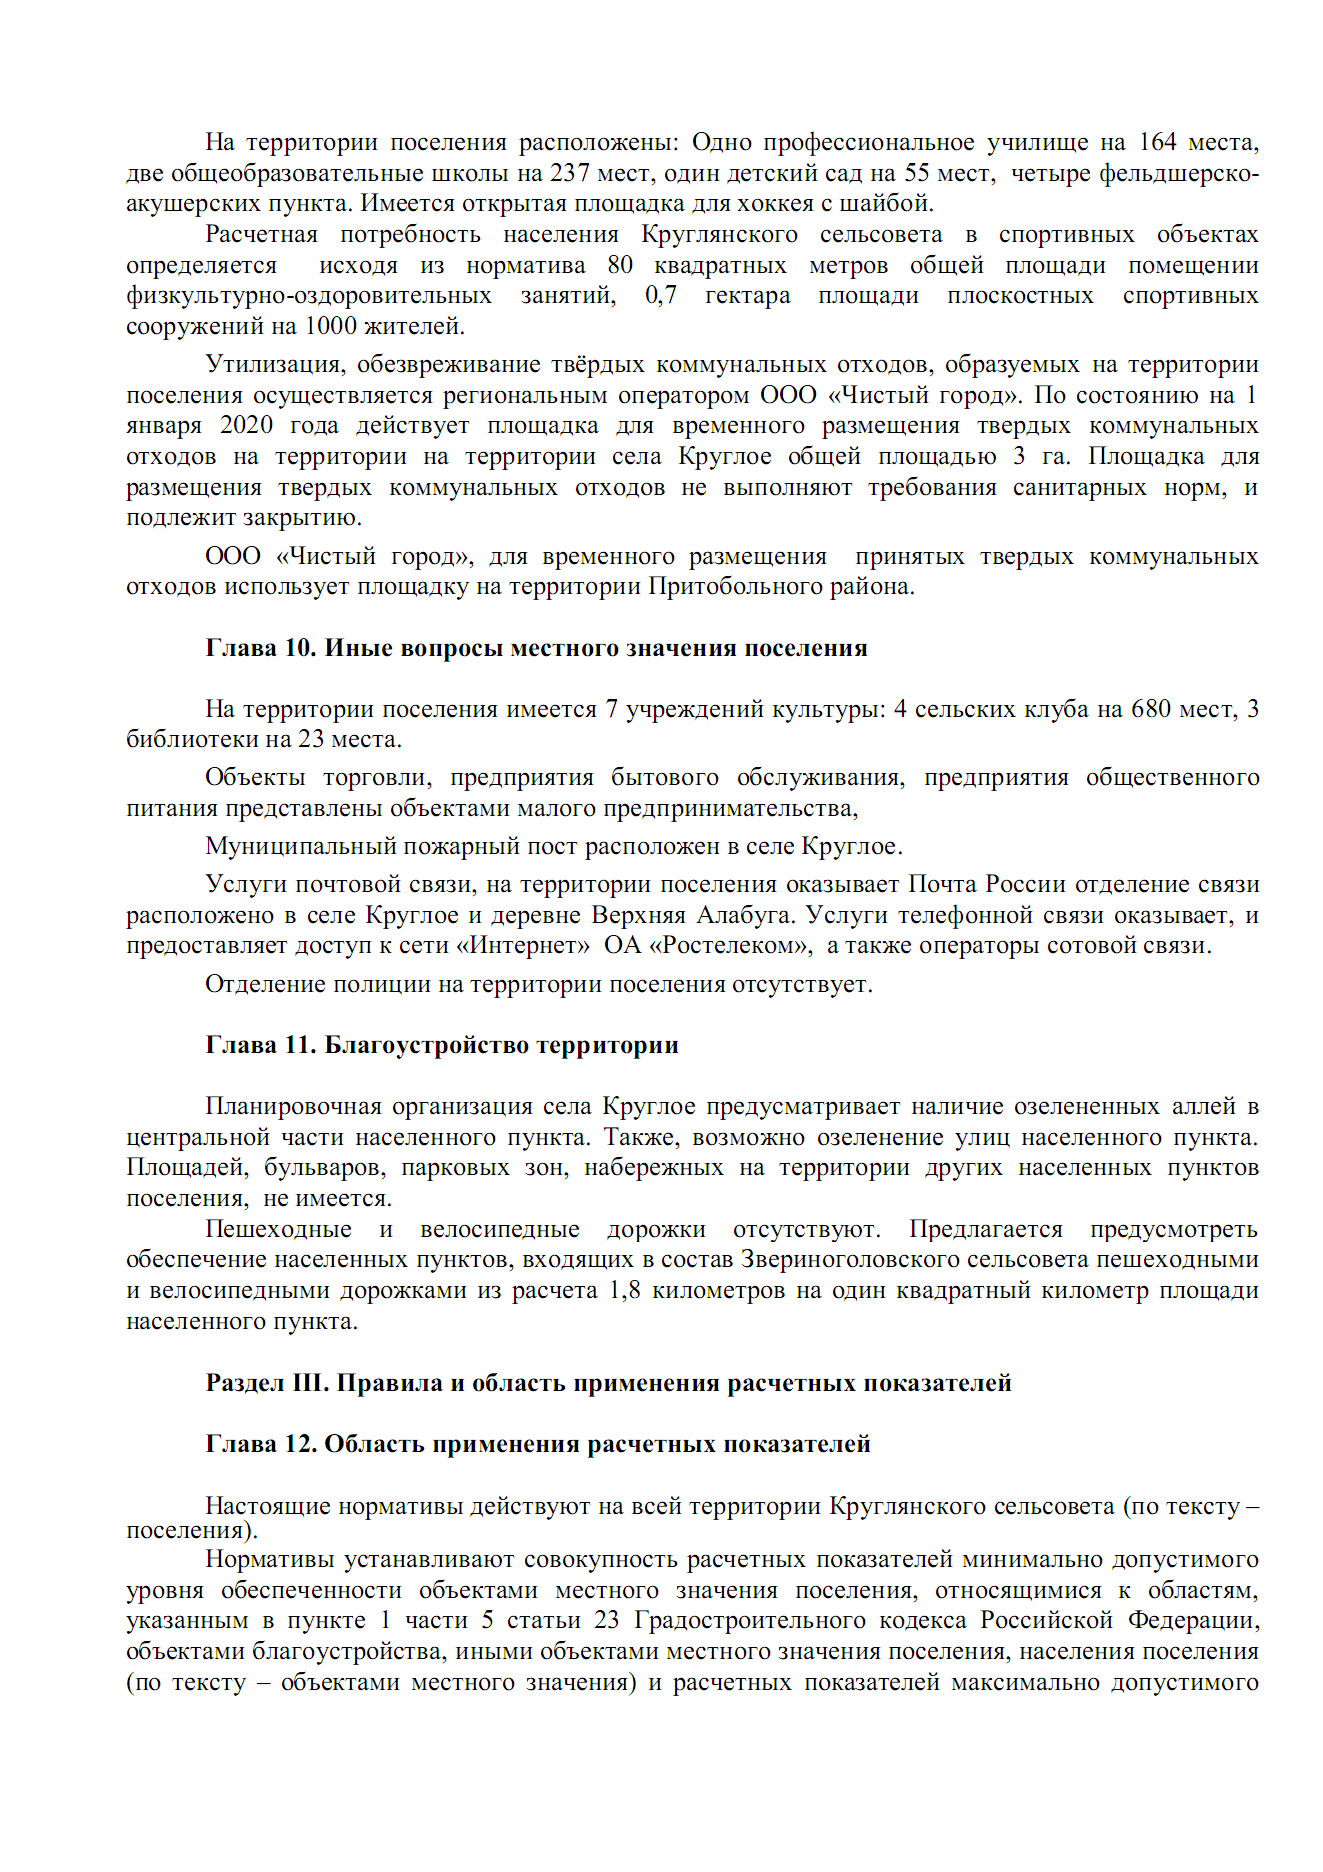 На территории поселения расположены: Одно профессиональное училище на 164 места,
две общеобразовательные школы на 237 мест, один детский сад на 55 мест, четыре фельдшерско-
акушерских пункта. Имеется открытая площадка для хоккея с шайбой.
Расчетная потребность населения Круглянского сельсовета в спортивных объектах
определяется исходя из норматива 80 квадратных метров общей площади помещении
физкультурно-оздоровительных занятий, 0,7 гектара площади плоскостных спортивных
сооружений на 1000 жителей.
Утилизация, обезвреживание твёрдых коммунальных отходов, образуемых на территории
поселения осуществляется региональным оператором ООО «Чистый город». По состоянию на 1
января 2020 года действует площадка для временного размещения твердых коммунальных
отходов на территории на территории села Круглое общей площадью 3 га. Площадка для
размещения твердых коммунальных отходов не выполняют требования санитарных норм, и
подлежит закрытию.
ООО «Чистый город», для временного размещения принятых твердых коммунальных
отходов использует площадку на территории Притобольного района.
Глава 10. Иные вопросы местного значения поселения
На территории поселения имеется 7 учреждений культуры: 4 сельских клуба на 680 мест, 3
библиотеки на 23 места.
Объекты торговли, предприятия бытового обслуживания, предприятия общественного
питания представлены объектами малого предпринимательства,
Муниципальный пожарный пост расположен в селе Круглое.
Услуги почтовой связи, на территории поселения оказывает Почта России отделение связи
расположено в селе Круглое и деревне Верхняя Алабуга. Услуги телефонной связи оказывает, и
предоставляет доступ к сети «Интернет» ОА «Ростелеком», а также операторы сотовой связи.
Отделение полиции на территории поселения отсутствует.
Глава 11. Благоустройство территории
Планировочная организация села Круглое предусматривает наличие озелененных аллей в
центральной части населенного пункта. Также, возможно озеленение улиц населенного пункта.
Площадей, бульваров, парковых зон, набережных на территории других населенных пунктов
поселения, не имеется.
Пешеходные и велосипедные дорожки отсутствуют. Предлагается предусмотреть
обеспечение населенных пунктов, входящих в состав Звериноголовского сельсовета пешеходными
и велосипедными дорожками из расчета 1,8 километров на один квадратный километр площади
населенного пункта.
Раздел III. Правила и область применения расчетных показателей
Глава 12. Область применения расчетных показателей
Настоящие нормативы действуют на всей территории Круглянского сельсовета (по тексту –
поселения).
Нормативы устанавливают совокупность расчетных показателей минимально допустимого
уровня обеспеченности объектами местного значения поселения, относящимися к областям,
указанным в пункте 1 части 5 статьи 23 Градостроительного кодекса Российской Федерации,
объектами благоустройства, иными объектами местного значения поселения, населения поселения
(по тексту – объектами местного значения) и расчетных показателей максимально допустимого